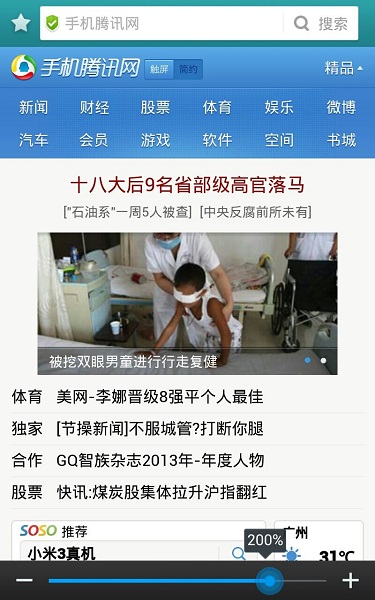 手机腾讯网 搜索
手机腾讯网 触屏 简约 精品
新闻 财经 股票 体育 娱乐 微博
汽车 会员 游戏 软件 空间 书城
十八大后9名省部级高官落马
["石油系"一周5人被查] [中央反腐前所未有]
被挖双眼男童进行行走复健
体育 美网-李娜晋级8强平个人最佳
独家 [节操新闻]不服城管?打断你腿
合作 GQ智族杂志2013年-年度人物
股票 快讯:煤炭股集体拉升沪指翻红
SOSO 推荐 广州
200%
小米3真机 31℃